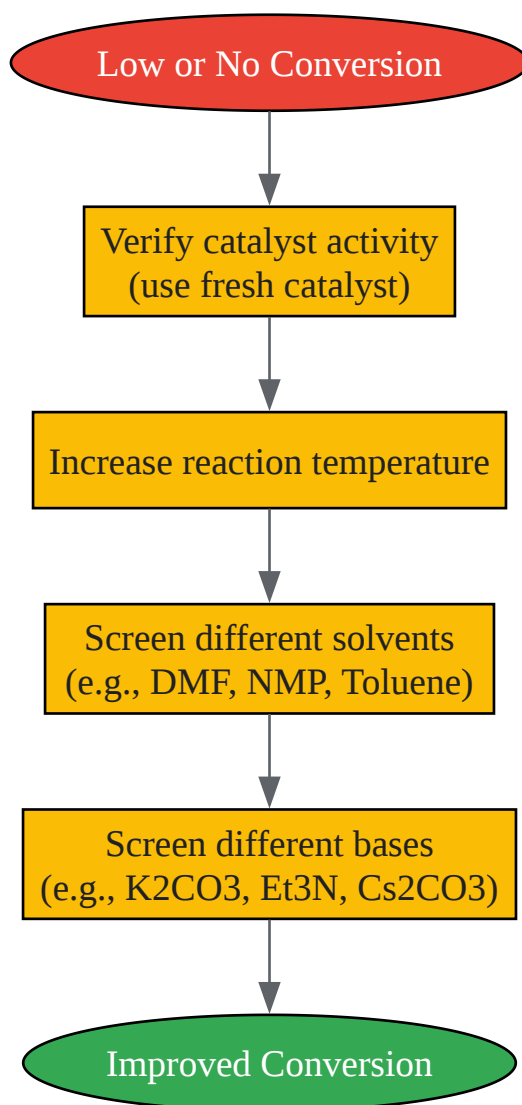 Low or No Conversion
Verify catalyst activity
(use fresh catalyst)
Increase reaction temperature
Screen different solvents
(e.g., DMF, NMP, Toluene)
Screen different bases
(e.g., K2CO3, Et3N, Cs2CO3)
Improved Conversion